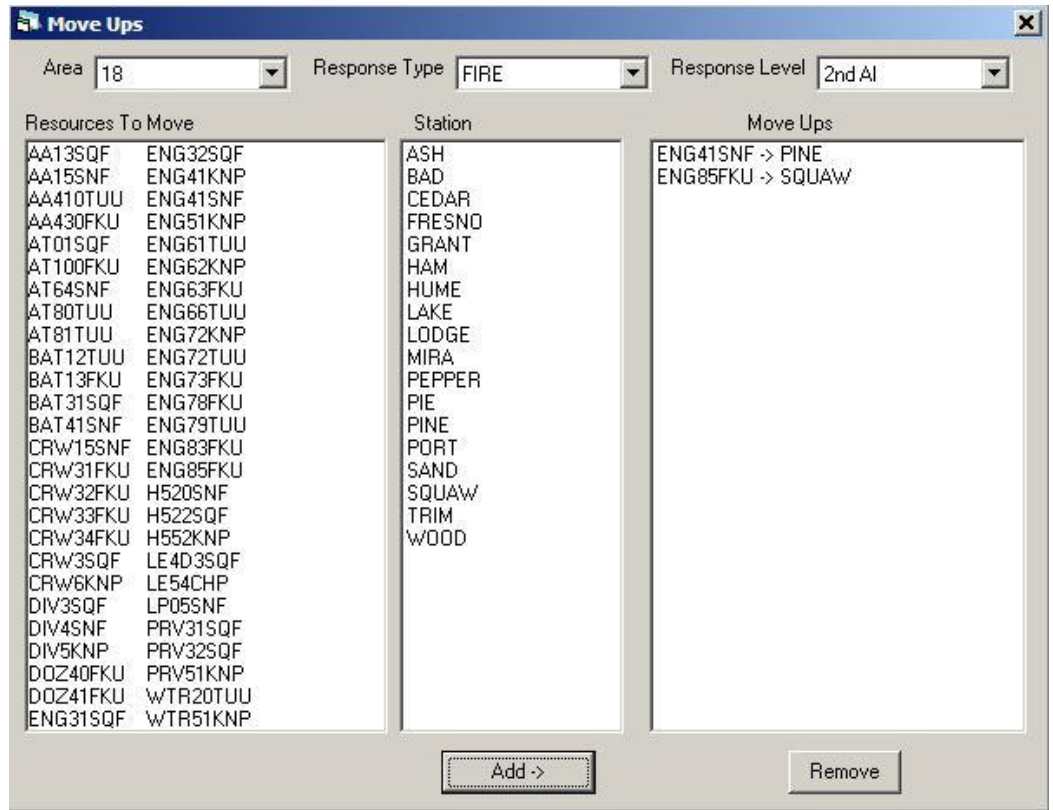 Move Ups
Area 18 Response Type FIRE Response Level 2nd Al
Resources To Move Station Move Ups
AA13SQF ENG32SQF ASH ENG41SNF -> PINE
AA15SNF ENG41KNP BAD ENG85FKU -> SQUAW
AA410TUU ENG41SNF CEDAR
AA430FKU ENG51KNP FRESNO
AT01SQF ENG61TUU GRANT
AT100FKU ENG62KNP HAM
AT64SNF ENG63FKU HUME
AT80TUU ENG66TUU LAKE
AT81TUU ENG72KNP LODGE
BAT12TUU ENG72TUU MIRA
BAT13FKU ENG73FKU PEPPER
BAT31SQF ENG78FKU PIE
BAT41SNF ENG79TUU PINE
CRW15SNF ENG83FKU PORT
CRW31FKU ENG85FKU SAND
CRW32FKU H520SNF SQUAW
CRW33FKU H522SQF TRIM
CRW34FKU H552KNP WOOD
CRW3SQF LE4D3SQF
CRW6KNP LE54CHP
DIV3SQF LP05SNF
DIV4SNF PRV31SQF
DIV5KNP PRV32SQF
DOZ40FKU PRV51KNP
DOZ41FKU WTR20TUU
ENG31SQF WTR51KNP
Add -> Remove